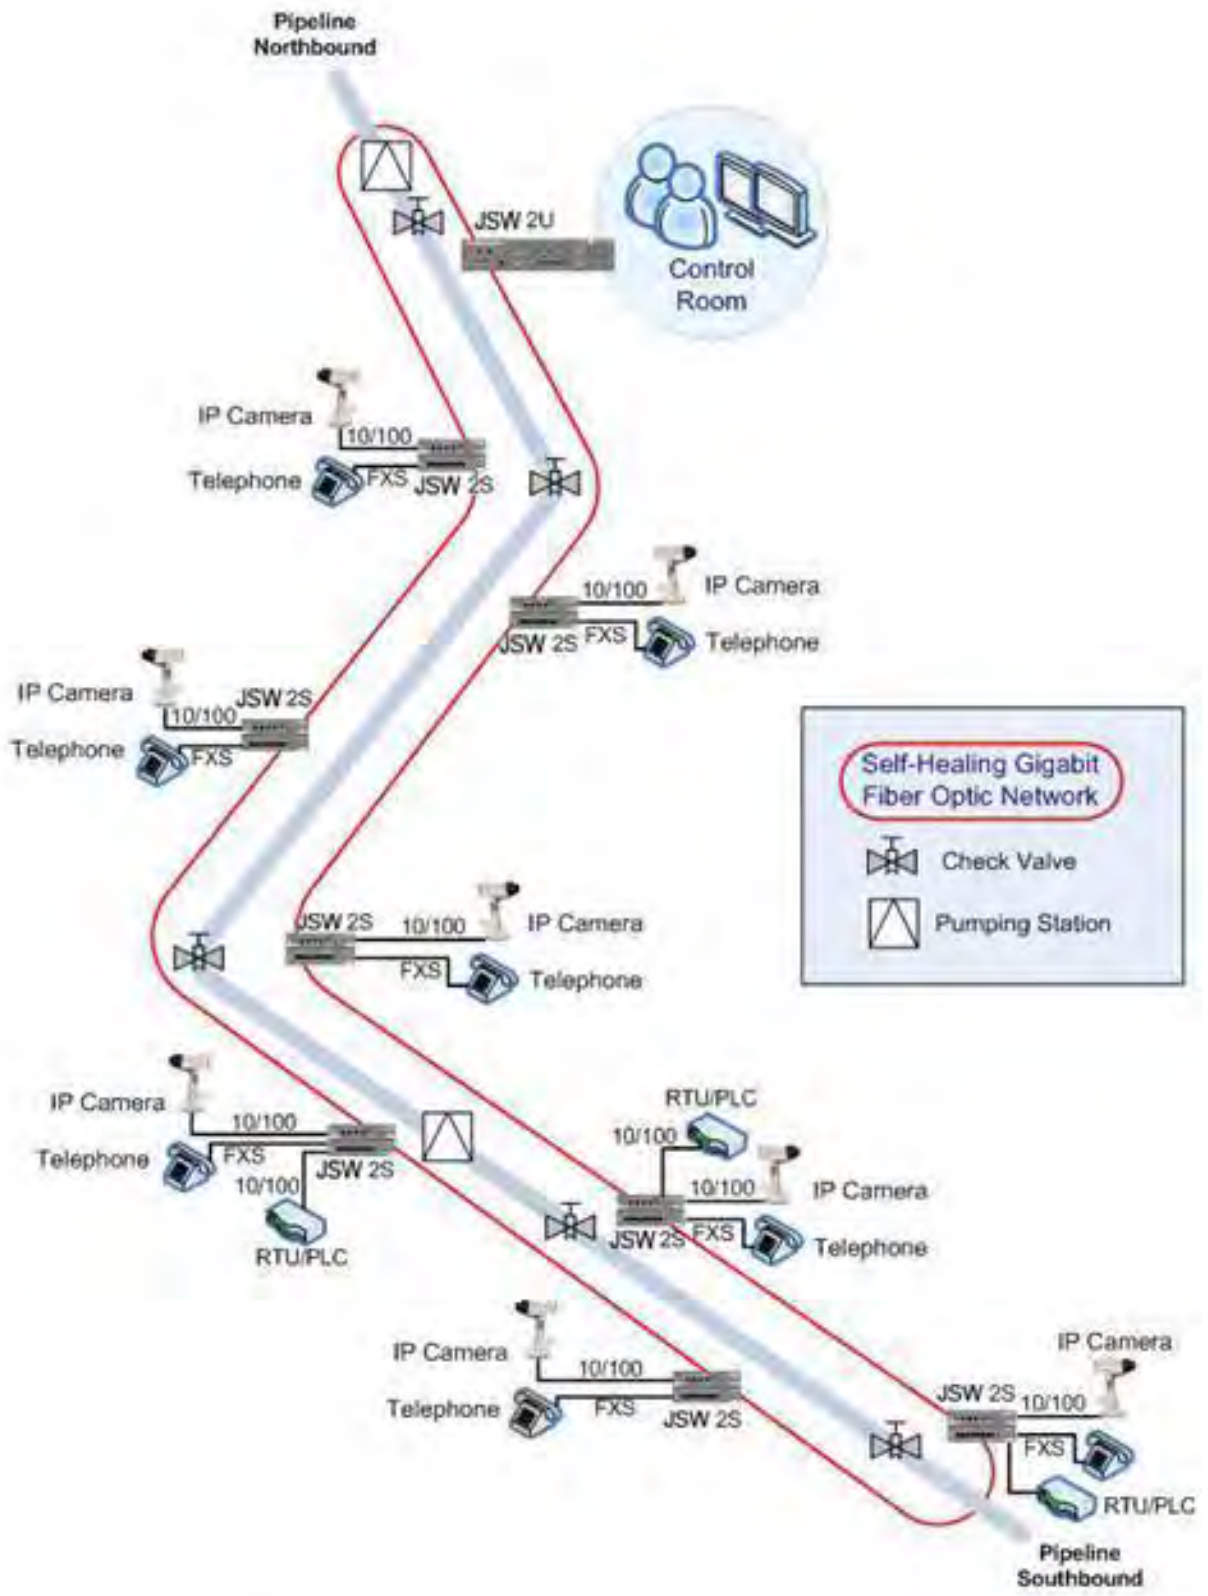 Pipeline
Northbound
JSW 2U
Control
Room
IP Camera
10/100
Telephone
FXS
JSW 2S
10/100
IP Camera
JSW 2S
FXS
Telephone
IP Camera
JSW 2S
10/100
Telephone
FXS
Self-Healing Gigabit
Fiber Optic Network
Check Valve
Pumping Station
JSW 2S
10/100
IP Camera
FXS
Telephone
IP Camera
10/100
Telephone
FXS
JSW 2S
10/100
RTU/PLC
RTU/PLC
10/100
10/100
IP Camera
JSW 2S
FXS
Telephone
IP Camera
10/100
Telephone
FXS
JSW 2S
IP Camera
JSW 2S
10/100
FXS
RTU/PLC
Pipeline
Southbound